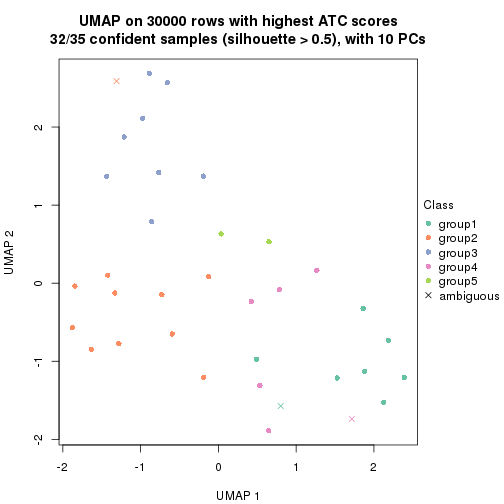 UMAP on 30000 rows with highest ATC scores
32/35 confident samples (silhouette > 0.5), with 10 PCs
2
1
0
-1
-2
UMAP 2
-2
-1
0
1
2
UMAP 1
Class
group1
group2
group3
group4
group5
ambiguous